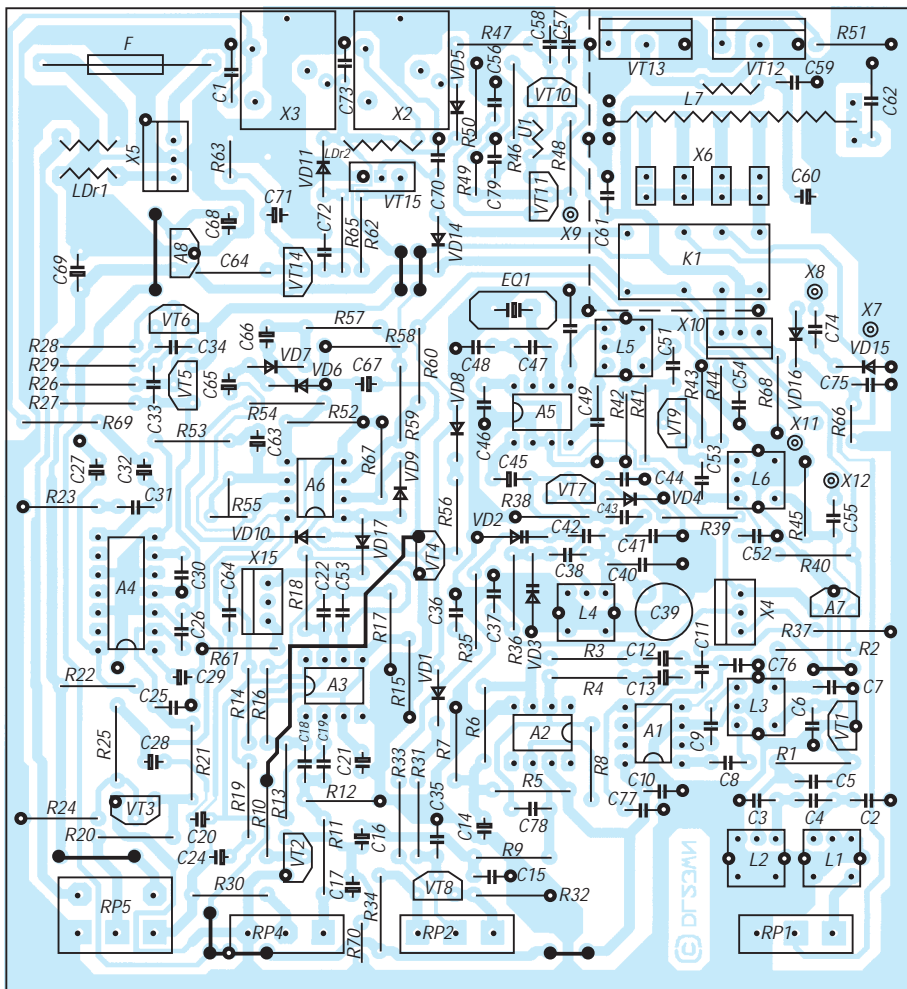 F
C1
X3
C73
X2
VD5
R47
C56
C58
C57
VT13
VT12
R51
C59
C62
L7
VT10
R50
R46
U1
R48
X5
LDr1
R63
VD11
LDr2
VT15
C70
R49
C79
VT11
X9
C61
X6
C60
C68
C71
C72
R65
R62
VD14
A8
C64
VT14
C69
K1
EQ1
X8
X7
VT6
C66
R57
R58
R28
R29
R26
R27
C34
VD7
VD6
C67
R60
VD8
C48
C47
L5
C51
X10
C74
VD15
C75
VT5
C65
C33
R54
R52
R59
C46
A5
C49
R42
R41
VT9
R43
R44
C54
R68
VD16
X11
R66
R69
R53
C63
R67
VD9
C27
C32
C45
VT7
C44
C53
L6
R45
X12
R23
C31
R55
A6
R56
R38
C43
VD4
R39
C55
VD10
VD17
VT4
VD2
C42
C41
C52
R40
X15
A4
C30
C64
R18
C22
C53
C38
C40
C26
R17
C36
R35
C37
R36
VD3
L4
C39
X4
A7
R37
R61
R22
C29
R14
R16
A3
R15
VD1
R3
C12
C11
C76
R2
C25
R4
C13
L3
C7
R25
R21
C28
C18
C19
C21
R33
R31
R7
R6
A2
R8
A1
C9
C6
VT1
R1
C8
R24
VT3
R19
R10
R13
R12
C35
R5
C10
C77
C5
C3
C4
C2
R20
C20
C24
VT2
R11
C16
C14
C78
L2
L1
R9
C15
RP5
R30
C17
R34
VT8
R32
RP4
R70
RP2
© DL2SMN
RP1